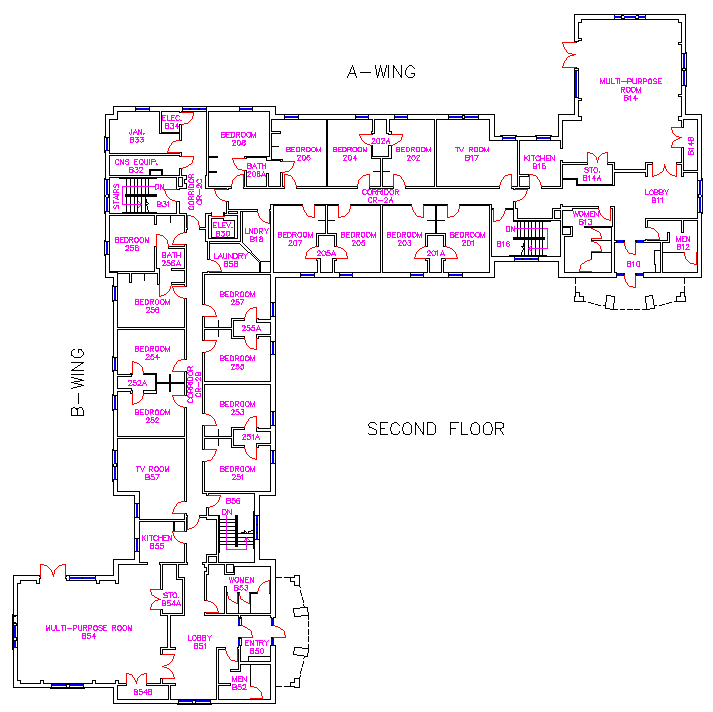 A-WING
MULTI-PURPOSE
ROOM
B14
ELEC.
B34
JAN.
B33
BEDROOM
208
BEDROOM
206
BEDROOM
204
202A
BEDROOM
202
TV ROOM
B17
KITCHEN
B15
B14B
CNS EQUIP.
B32
BATH
208A
STO.
B14A
LOBBY
B11
STAIRS
DN
B31
CORRIDOR
CR-2C
CORRIDOR
CR-2A
ELEV.
B30
LNDRY
B18
BEDROOM
207
205A
BEDROOM
205
BEDROOM
203
201A
BEDROOM
201
DN
B16
WOMEN
B13
B10
MEN
B12
BEDROON
258
BATH
256A
LAUNDRY
B58
BEDROOM
256
BEDROOM
257
255A
BEDROOM
255
BEDROOM
254
252A
BEDROOM
252
CORRIDOR
CR-2B
B-WING
BEDROOM
253
251A
BEDROOM
251
SECOND FLOOR
TV ROOM
B57
B56
DN
KITCHEN
B55
STO.
B54A
WOMEN
B53
MULTI-PURPOSE ROOM
B54
LOBBY
B51
ENTRY
B50
MEN
B52
B54B